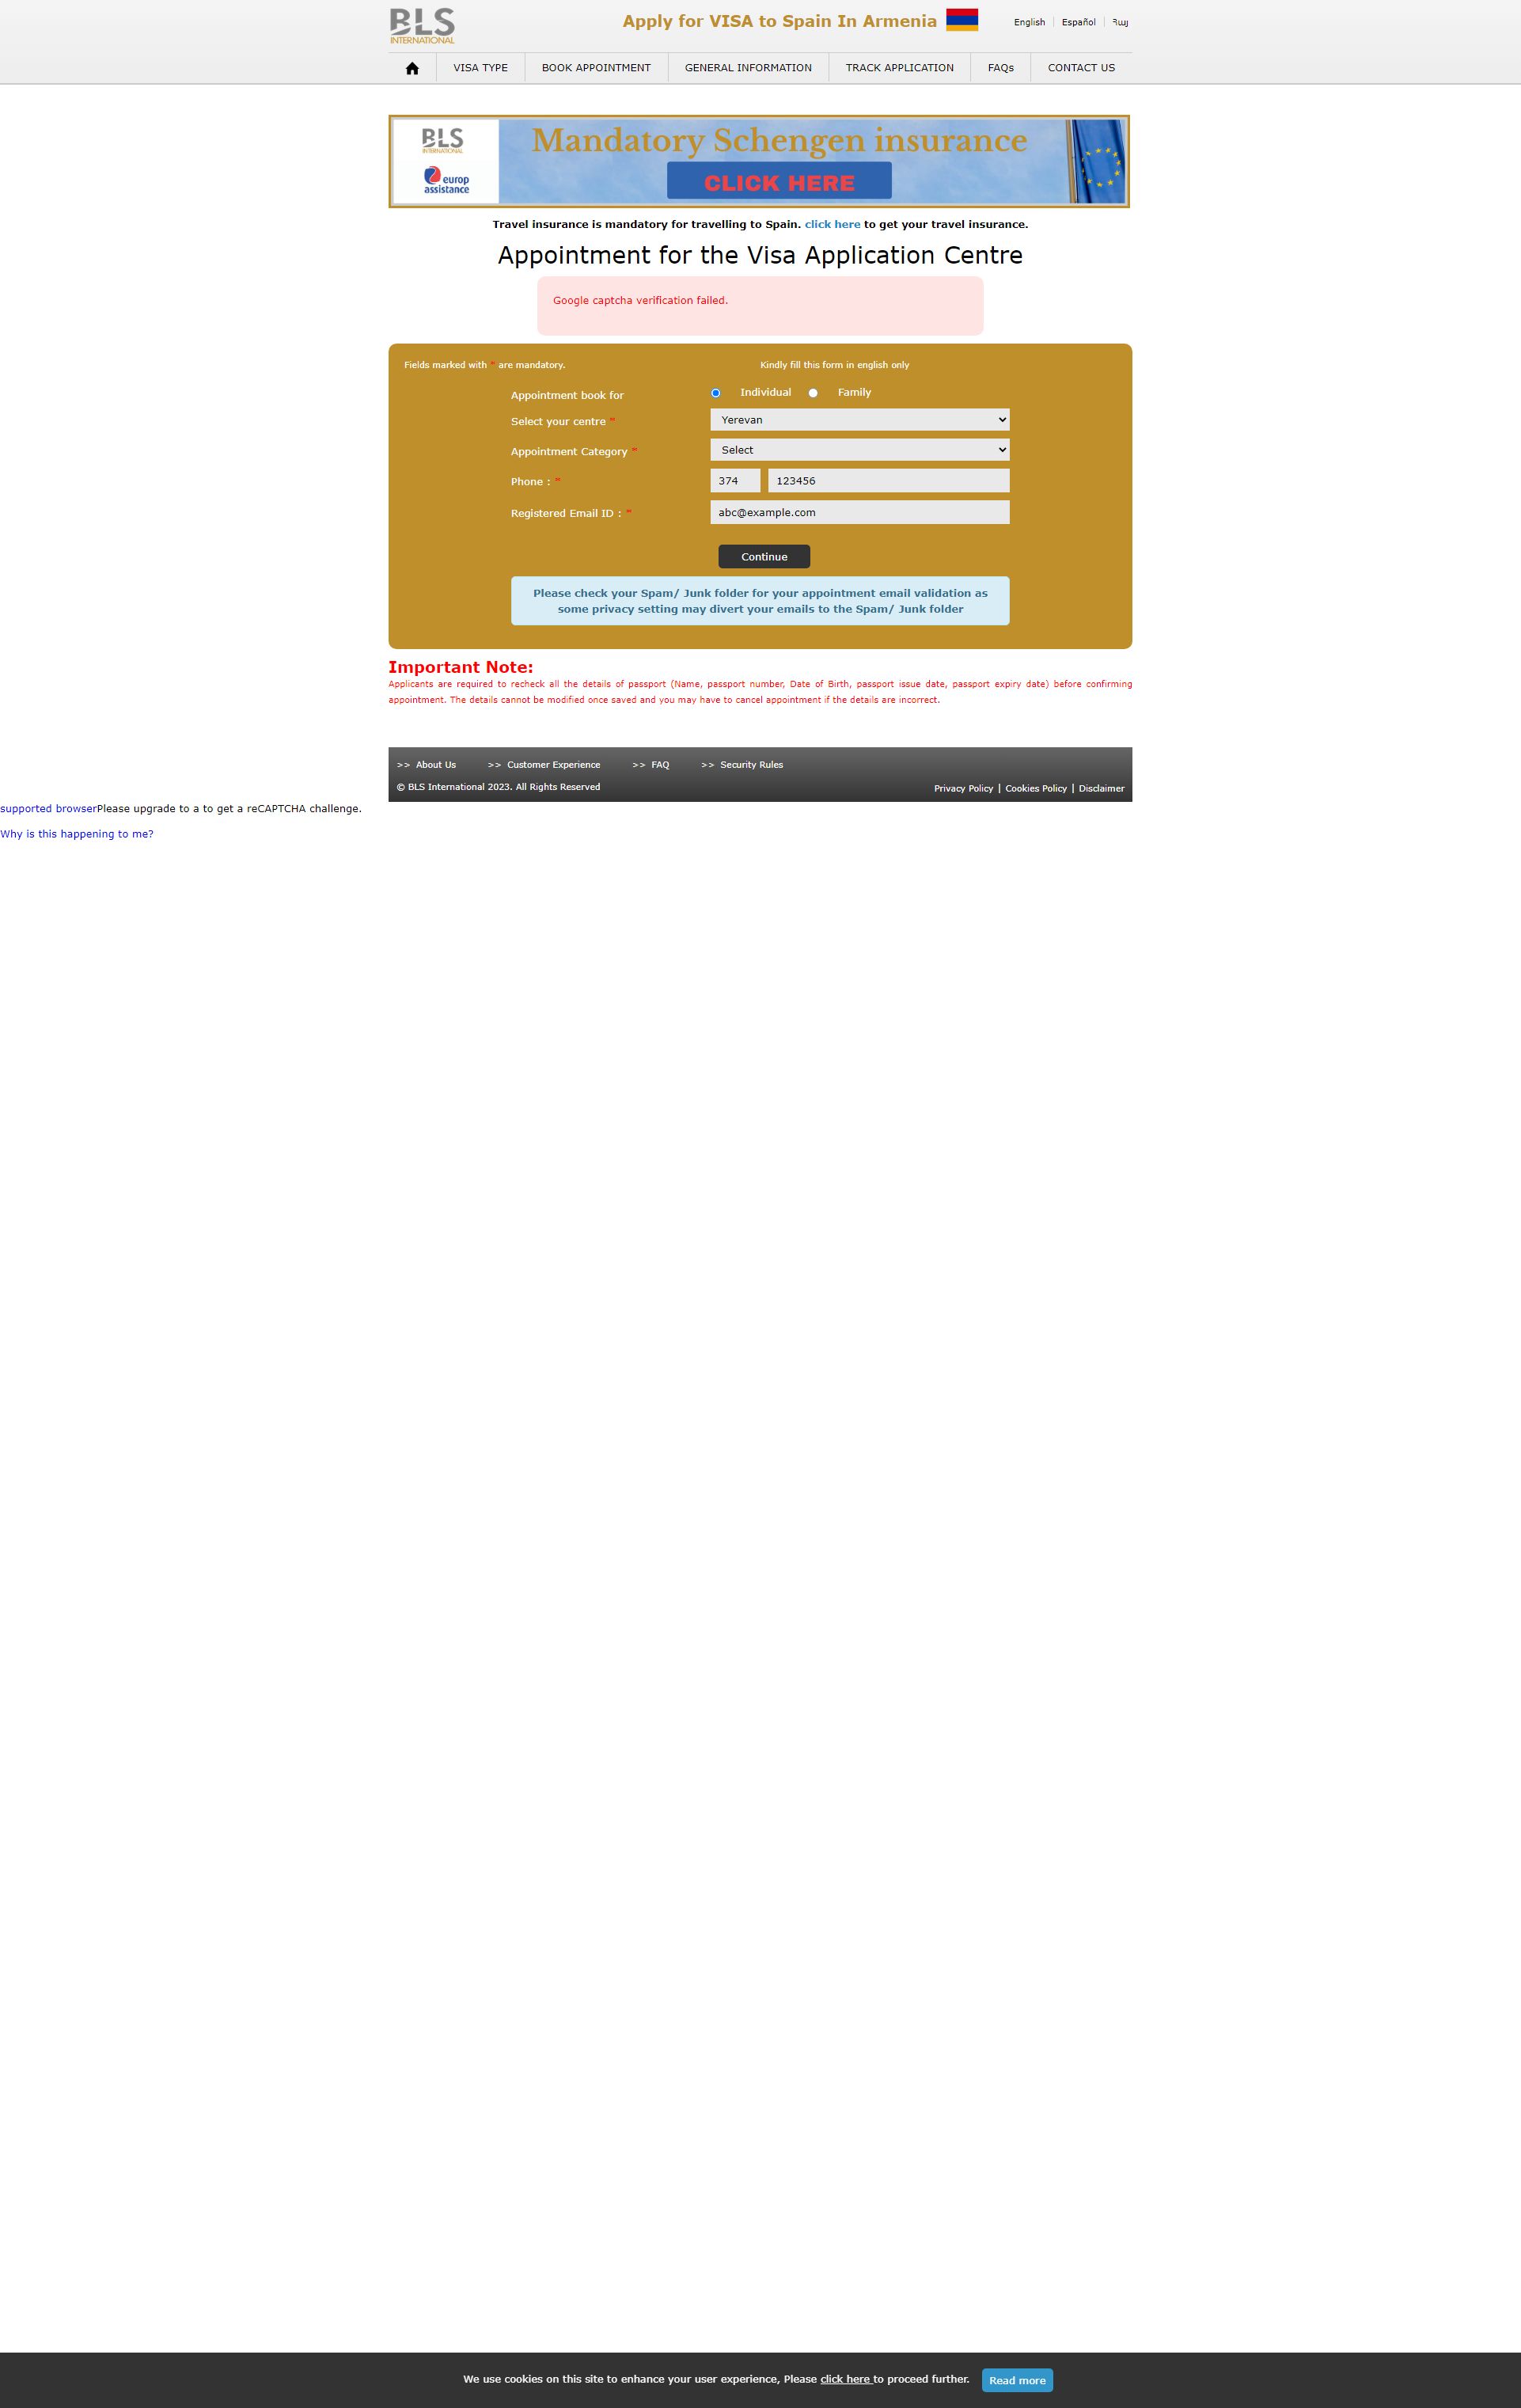 BLS
INTERNATIONAL
Apply for VISA to Spain In Armenia
English
Español
Հայ
VISA TYPE
BOOK APPOINTMENT
GENERAL INFORMATION
TRACK APPLICATION
FAQs
CONTACT US
BLS
INTERNATIONAL
europ
assistance
Mandatory Schengen insurance
CLICK HERE
Travel insurance is mandatory for travelling to Spain. click here to get your travel insurance.
Appointment for the Visa Application Centre
Google captcha verification failed.
Fields marked with * are mandatory.
Kindly fill this form in english only
Appointment book for
Individual
Family
Select your centre *
Yerevan
Appointment Category *
Select
Phone : *
374
123456
Registered Email ID : *
abc@example.com
Continue
Please check your Spam/ Junk folder for your appointment email validation as
some privacy setting may divert your emails to the Spam/ Junk folder
Important Note:
Applicants are required to recheck all the details of passport (Name, passport number, Date of Birth, passport issue date, passport expiry date) before confirming
appointment. The details cannot be modified once saved and you may have to cancel appointment if the details are incorrect.
>> About Us
>> Customer Experience
>> FAQ
>> Security Rules
© BLS International 2023. All Rights Reserved
Privacy Policy | Cookies Policy | Disclaimer
supported browserPlease upgrade to a to get a reCAPTCHA challenge.
Why is this happening to me?
We use cookies on this site to enhance your user experience, Please click here to proceed further.
Read more